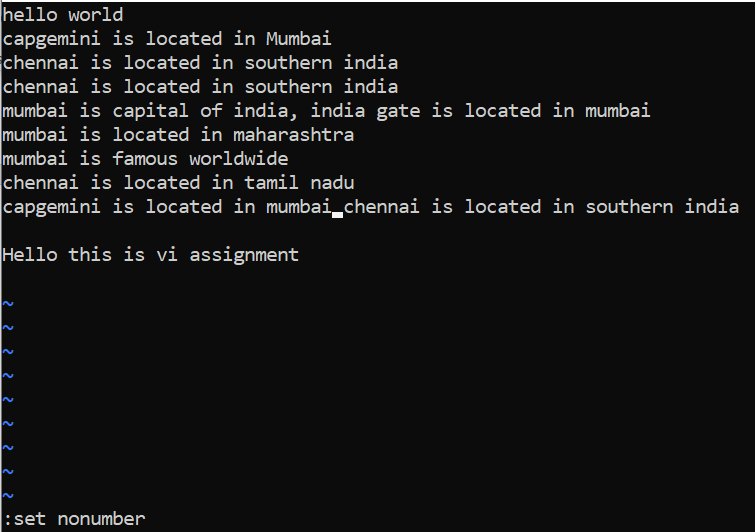 hello world
capgemini is located in Mumbai
chennai is located in southern india
chennai is located in southern india
mumbai is capital of india, india gate is located in mumbai
mumbai is located in maharashtra
mumbai is famous worldwide
chennai is located in tamil nadu
capgemini is located in mumbai chennai is located in southern india
Hello this is vi assignment
~
~
~
~
~
~
~
~
~
:set nonumber